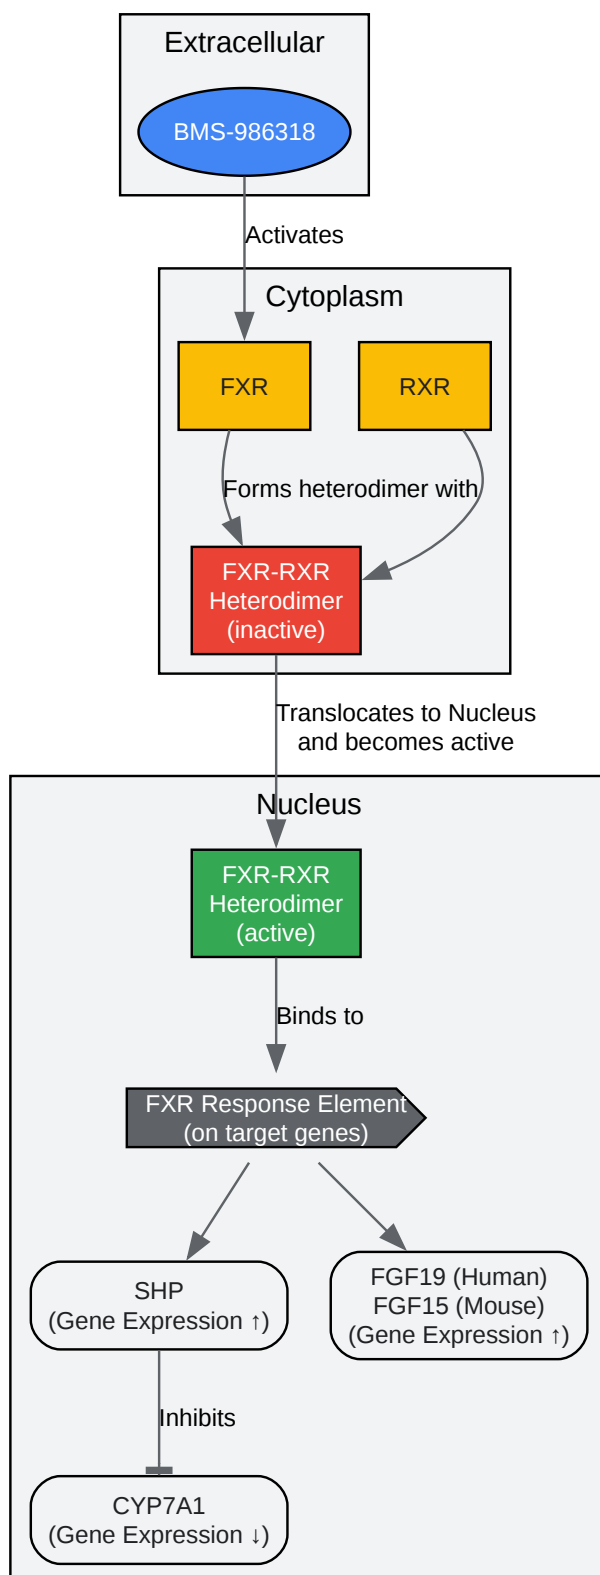 Extracellular
BMS-986318
Activates
Cytoplasm
FXR
RXR
Forms heterodimer with
FXR-RXR
Heterodimer
(inactive)
Translocates to Nucleus
and becomes active
Nucleus
FXR-RXR
Heterodimer
(active)
Binds to
FXR Response Element
(on target genes)
SHP
(Gene Expression ↑)
FGF19 (Human)
FGF15 (Mouse)
(Gene Expression ↑)
Inhibits
CYP7A1
(Gene Expression ↓)